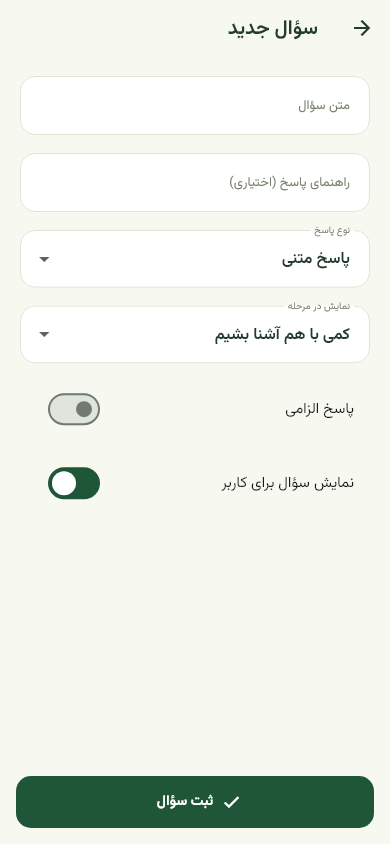 سؤال جدید
متن سؤال
راهنمای پاسخ (اختیاری)
نوع پاسخ
پاسخ متنی
نمایش در مرحله
کمی با هم آشنا بشیم
پاسخ الزامی
نمایش سؤال برای کاربر
ثبت سؤال